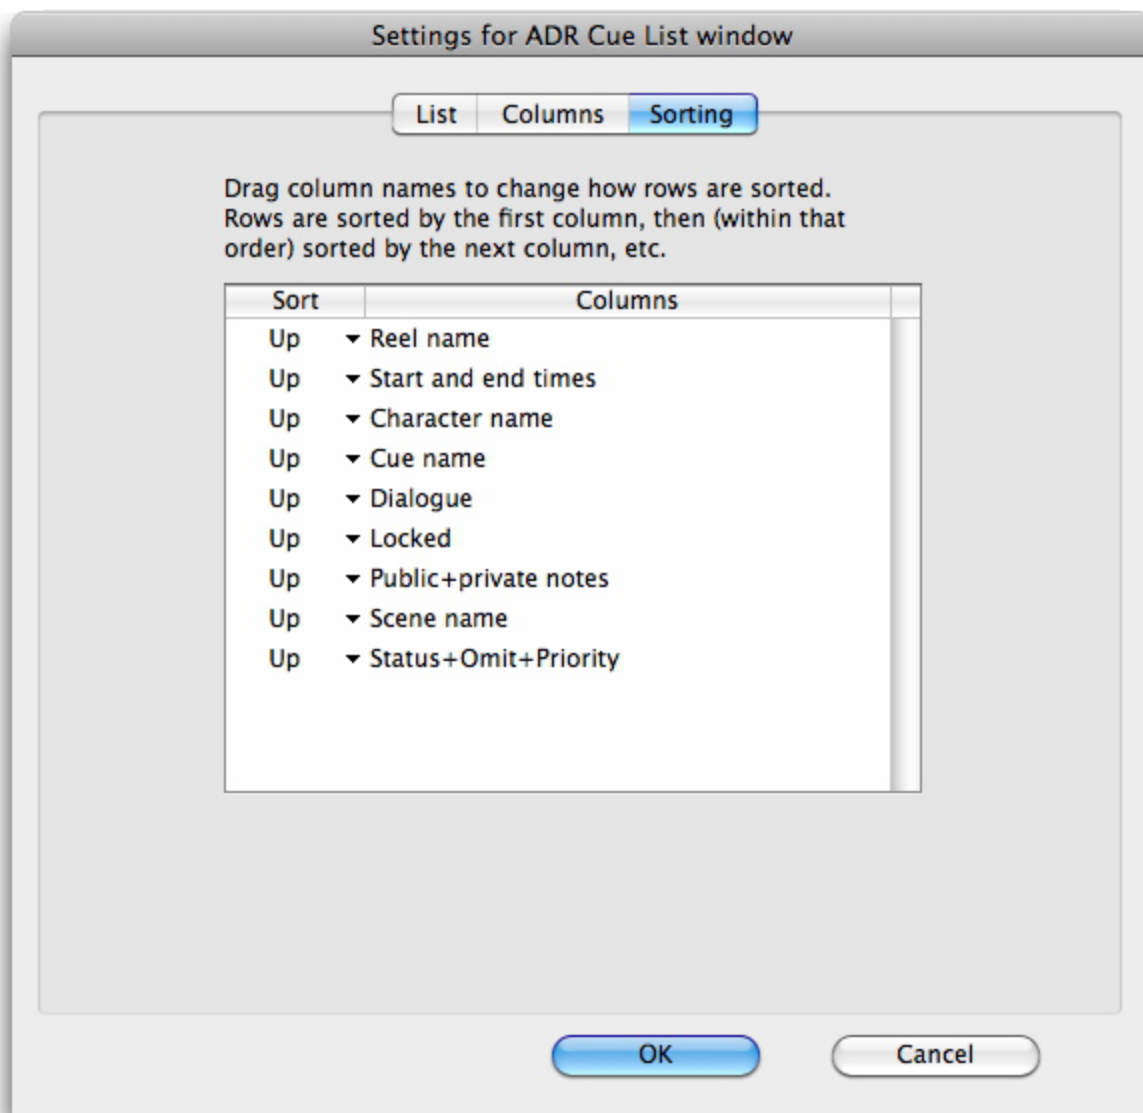 Settings for ADR Cue List window
List Columns Sorting
Drag column names to change how rows are sorted.
Rows are sorted by the first column, then (within that
order) sorted by the next column, etc.
Sort Columns
Up Reel name
Up Start and end times
Up Character name
Up Cue name
Up Dialogue
Up Locked
Up Public+private notes
Up Scene name
Up Status+Omit+Priority
OK Cancel